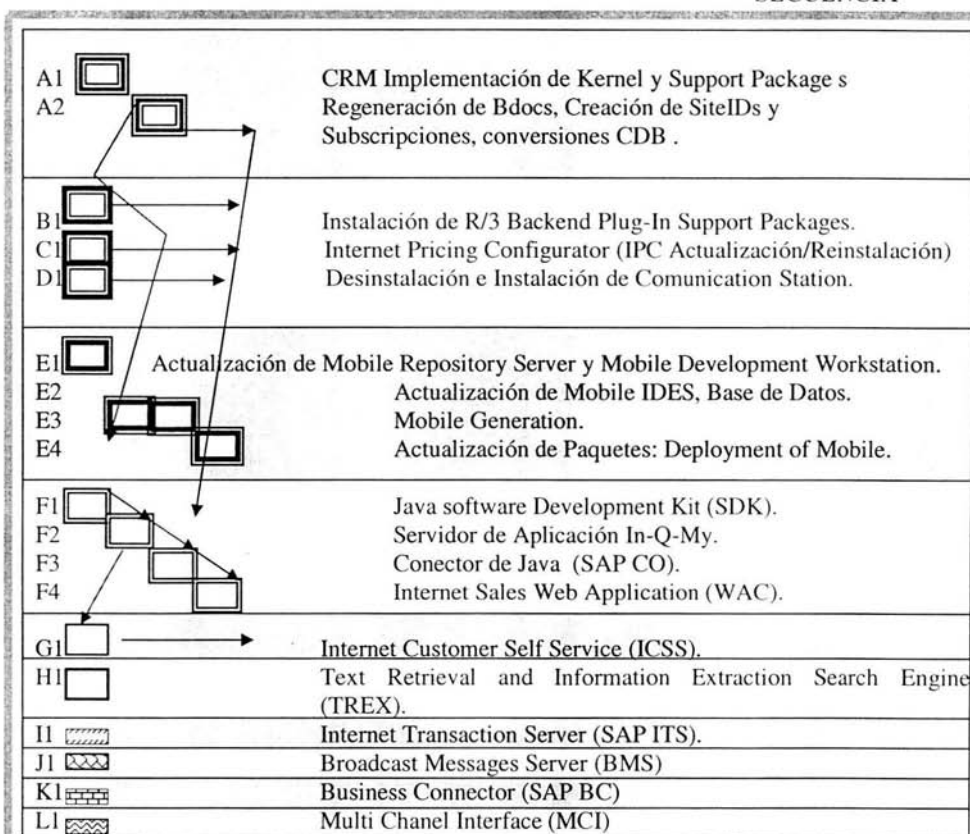 A1 CRM Implementación de Kernel y Support Package s
A2 Regeneración de Bdocs, Creación de SiteIDs y
Subscripciones, conversiones CDB .
B1 Instalación de R/3 Backend Plug-In Support Packages.
C1 Internet Pricing Configurator (IPC Actualización/Reinstalación)
D1 Desinstalación e Instalación de Comunication Station.
E1 Actualización de Mobile Repository Server y Mobile Development Workstation.
E2 Actualización de Mobile IDES, Base de Datos.
E3 Mobile Generation.
E4 Actualización de Paquetes: Deployment of Mobile.
F1 Java software Development Kit (SDK).
F2 Servidor de Aplicación In-Q-My.
F3 Conector de Java (SAP CO).
F4 Internet Sales Web Application (WAC).
G1 Internet Customer Self Service (ICSS).
H1 Text Retrieval and Information Extraction Search Engine
(TREX).
I1 Internet Transaction Server (SAP ITS).
J1 Broadcast Messages Server (BMS)
K1 Business Connector (SAP BC)
L1 Multi Chanel Interface (MCI)